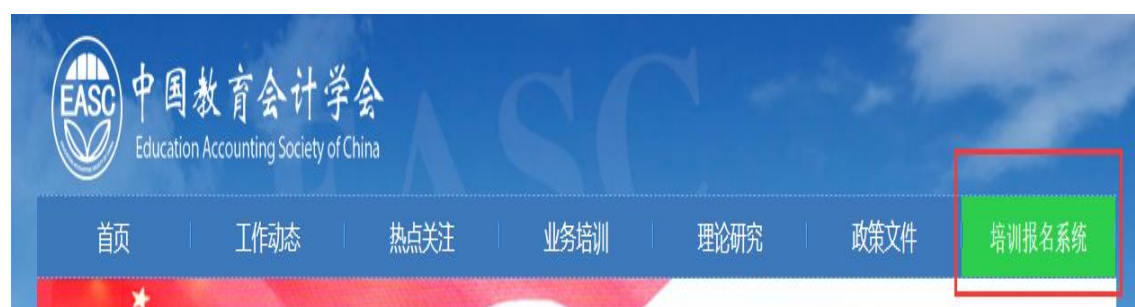 EASC
中国教育会计学会
Education Accounting Society of China
EASC
首页 工作动态 热点关注 业务培训 理论研究 政策文件 培训报名系统